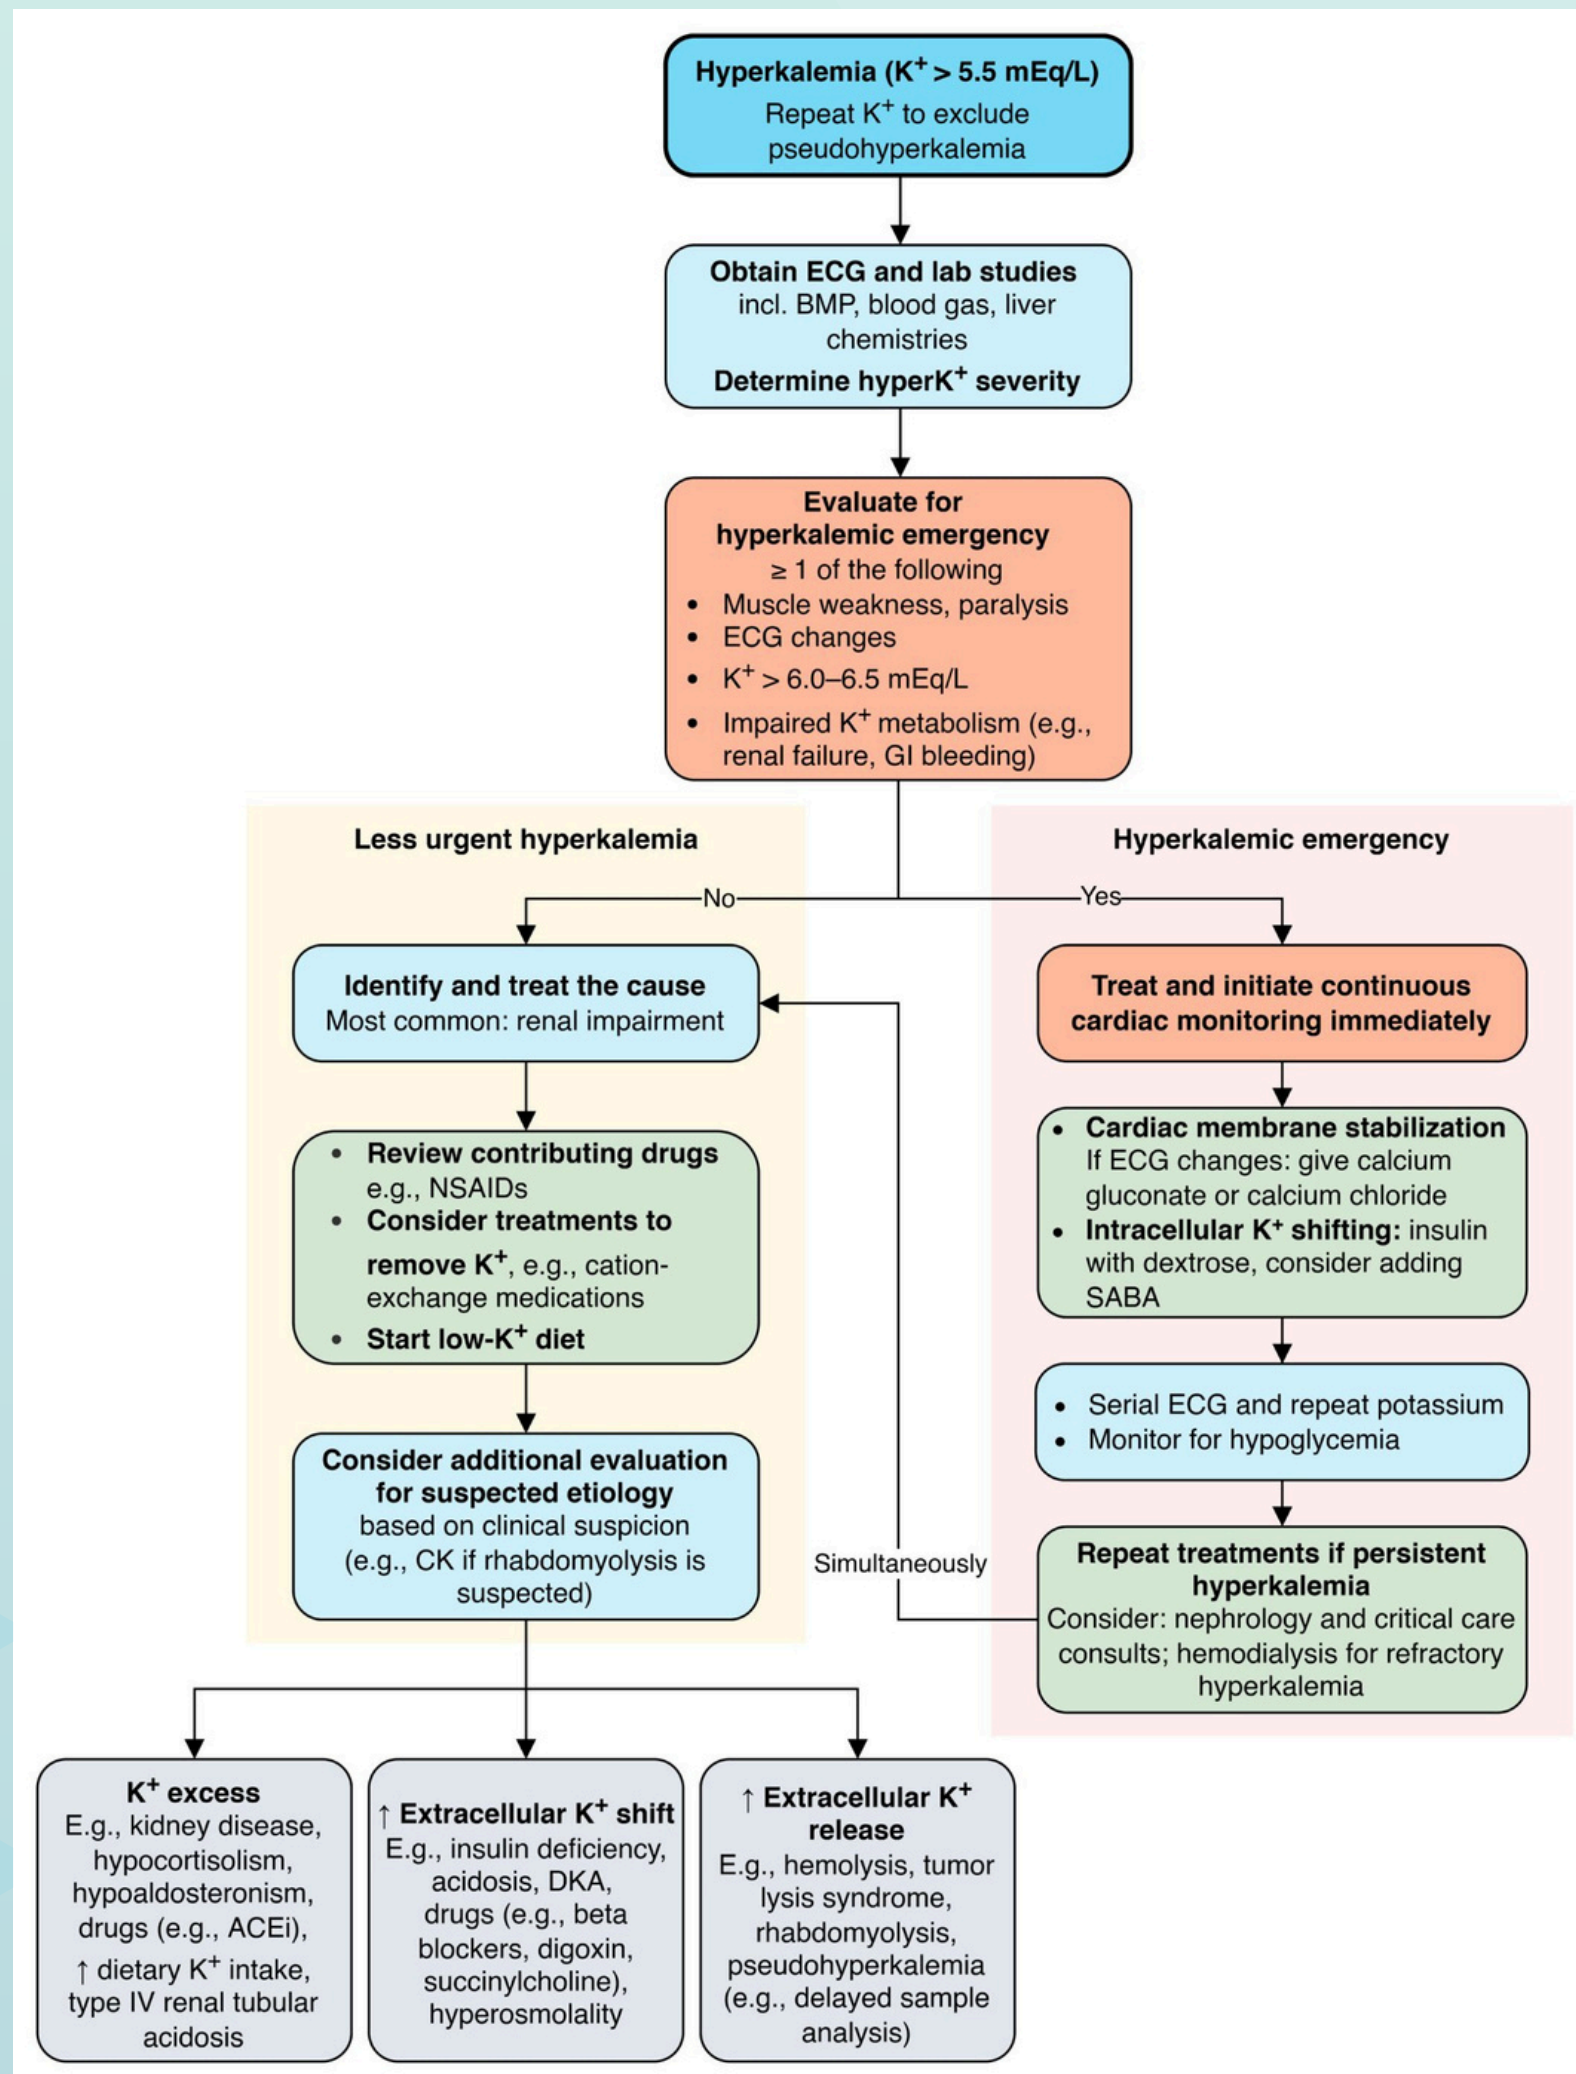 Hyperkalemia (K⁺ > 5.5 mEq/L)
Repeat K⁺ to exclude
pseudohyperkalemia
Obtain ECG and lab studies
incl. BMP, blood gas, liver
chemistries
Determine hyperK⁺ severity
Evaluate for
hyperkalemic emergency
≥ 1 of the following
• Muscle weakness, paralysis
• ECG changes
• K⁺ > 6.0–6.5 mEq/L
• Impaired K⁺ metabolism (e.g.,
renal failure, GI bleeding)
Less urgent hyperkalemia
No
Identify and treat the cause
Most common: renal impairment
• Review contributing drugs
e.g., NSAIDs
• Consider treatments to
remove K⁺, e.g., cation-
exchange medications
• Start low-K⁺ diet
Consider additional evaluation
for suspected etiology
based on clinical suspicion
(e.g., CK if rhabdomyolysis is
suspected)
Hyperkalemic emergency
Yes
Treat and initiate continuous
cardiac monitoring immediately
• Cardiac membrane stabilization
If ECG changes: give calcium
gluconate or calcium chloride
• Intracellular K⁺ shifting: insulin
with dextrose, consider adding
SABA
• Serial ECG and repeat potassium
• Monitor for hypoglycemia
Repeat treatments if persistent
hyperkalemia
Consider: nephrology and critical care
consults; hemodialysis for refractory
hyperkalemia
Simultaneously
K⁺ excess
E.g., kidney disease,
hypocortisolism,
hypoaldosteronism,
drugs (e.g., ACEi),
↑ dietary K⁺ intake,
type IV renal tubular
acidosis
↑ Extracellular K⁺ shift
E.g., insulin deficiency,
acidosis, DKA,
drugs (e.g., beta
blockers, digoxin,
succinylcholine),
hyperosmolality
↑ Extracellular K⁺
release
E.g., hemolysis, tumor
lysis syndrome,
rhabdomyolysis,
pseudohyperkalemia
(e.g., delayed sample
analysis)